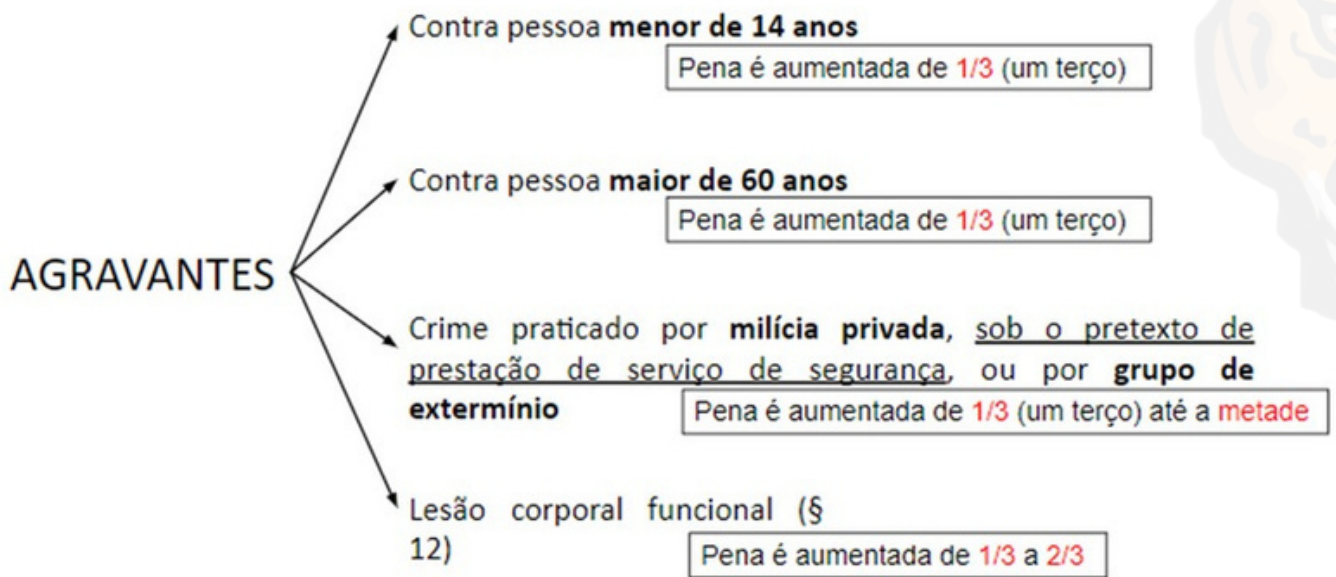 Contra pessoa menor de 14 anos
Pena é aumentada de 1/3 (um terço)
Contra pessoa maior de 60 anos
Pena é aumentada de 1/3 (um terço)
AGRAVANTES
Crime praticado por milícia privada, sob o pretexto de
prestação de serviço de segurança, ou por grupo de
extermínio
Pena é aumentada de 1/3 (um terço) até a metade
Lesão corporal funcional (§
12)
Pena é aumentada de 1/3 a 2/3